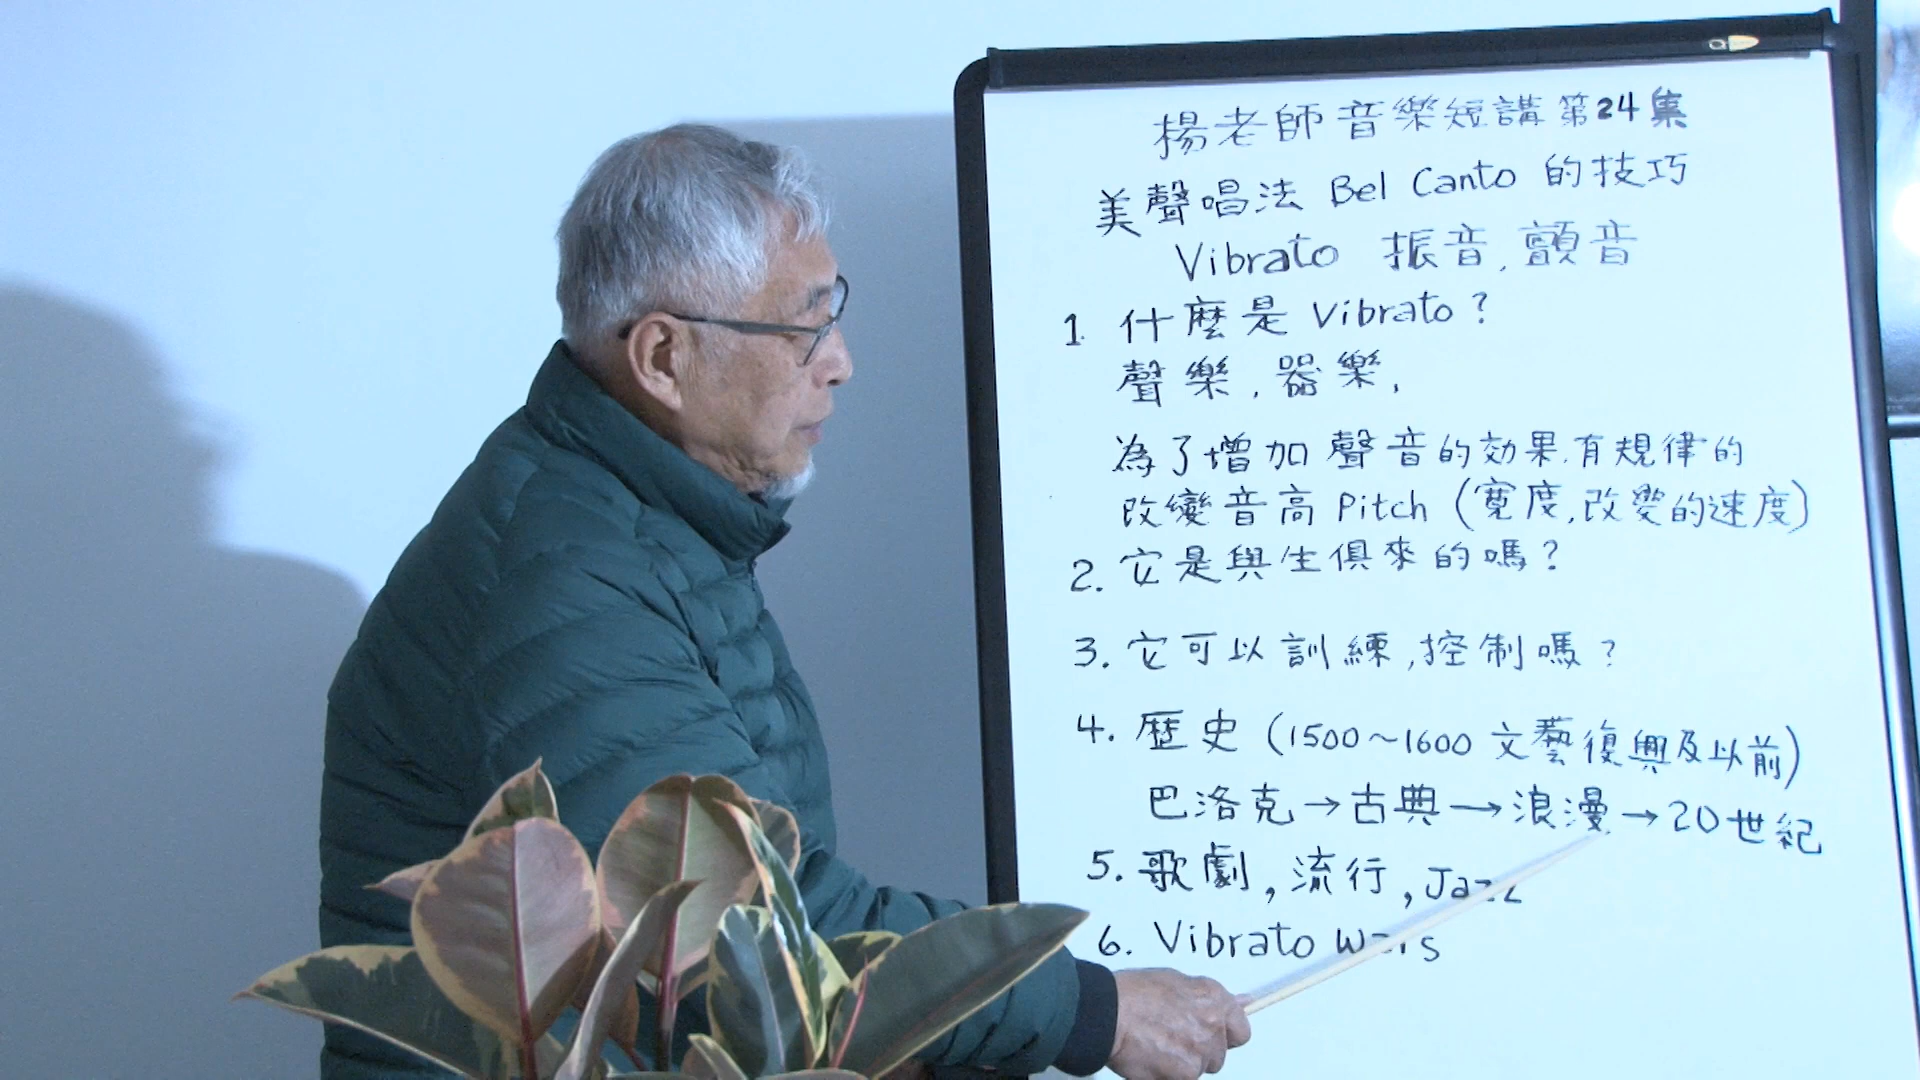 楊老師音樂短講第24集
美聲唱法 Bel Canto 的技巧
Vibrato 振音,顫音
1. 什麼是 Vibrato?
聲樂,器樂,
為了增加聲音的効果,有規律的
改變音高 Pitch (寬度,改變的速度)
2. 它是與生俱來的嗎?
3. 它可以訓練,控制嗎?
4. 歷史 (1500~1600 文藝復興及以前)
巴洛克→古典→浪漫→20世紀
5. 歌劇,流行,Jazz
6. Vibrato Wars